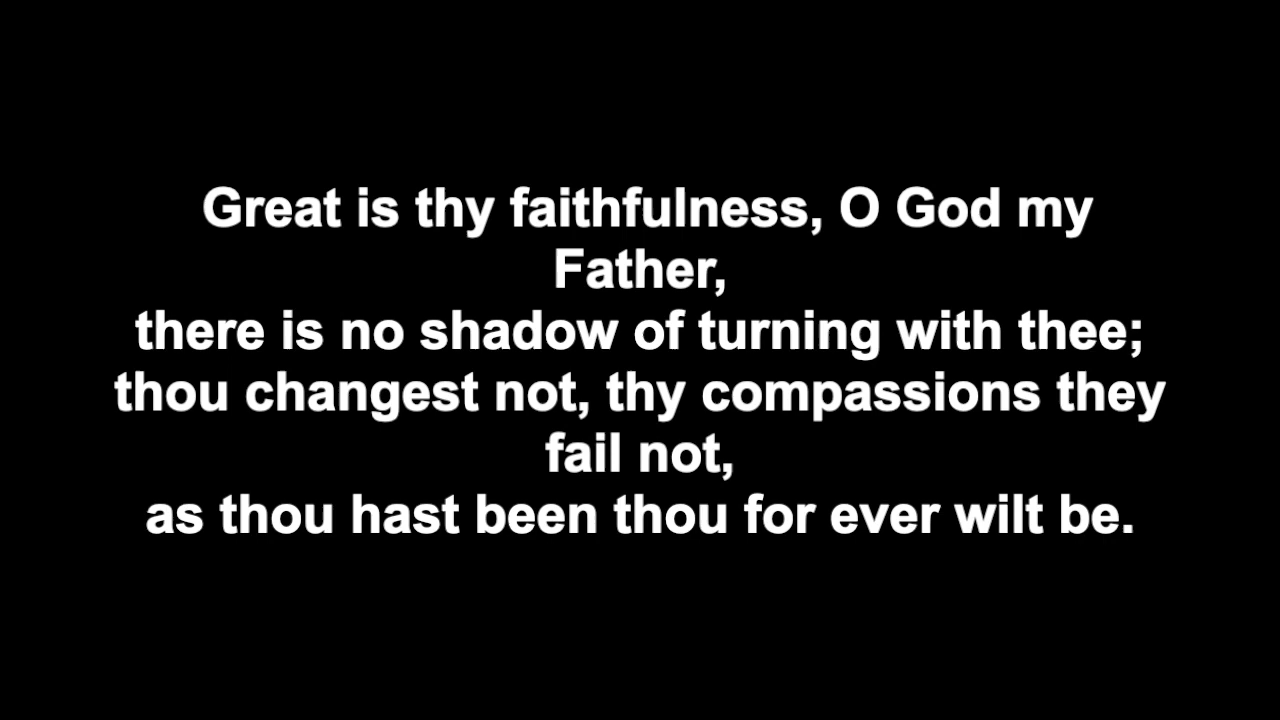 Great is thy faithfulness, O God my
Father,
there is no shadow of turning with thee;
thou changest not, thy compassions they
fail not,
as thou hast been thou for ever wilt be.